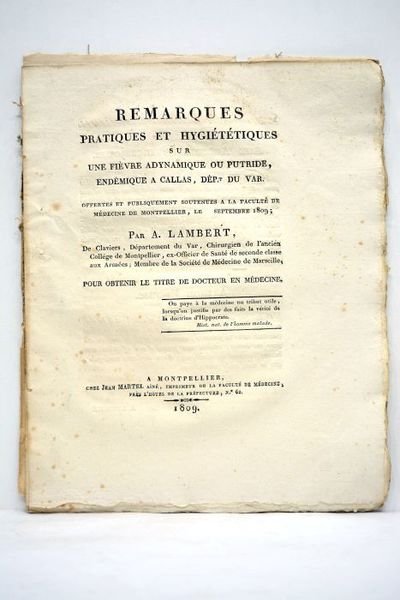 REMARQUES
PRATIQUES ET HYGIÉTÉTIQUES
SUR
UNE FIÈVRE ADYNAMIQUE OU PUTRIDE,
ENDÉMIQUE A CALLAS, DÉP.T DU VAR.
OFFERTES ET PUBLIQUEMENT SOUTENUES A LA FACULTÉ DE
MÉDECINE DE MONTPELLIER, LE SEPTEMBRE 1809;
PAR A. LAMBERT,
De Claviers, Département du Var, Chirurgien de l'ancien
Collége de Montpellier, ex-Officier de Santé de seconde classe
aux Armées; Membre de la Société de Médecine de Marseille,
POUR OBTENIR LE TITRE DE DOCTEUR EN MÉDECINE.
On paye à la médecine un tribut utile,
lorsqu'on justifie par des faits la vérité de
la doctrine d'Hippocrate.
Hist. nat. de l'homme malade.
A MONTPELLIER,
CHEZ JEAN MARTEL AÎNÉ, IMPRIMEUR DE LA FACULTÉ DE MÉDECINE,
PRÈS L'HÔTEL DE LA PRÉFECTURE, N.º 62.
1809.